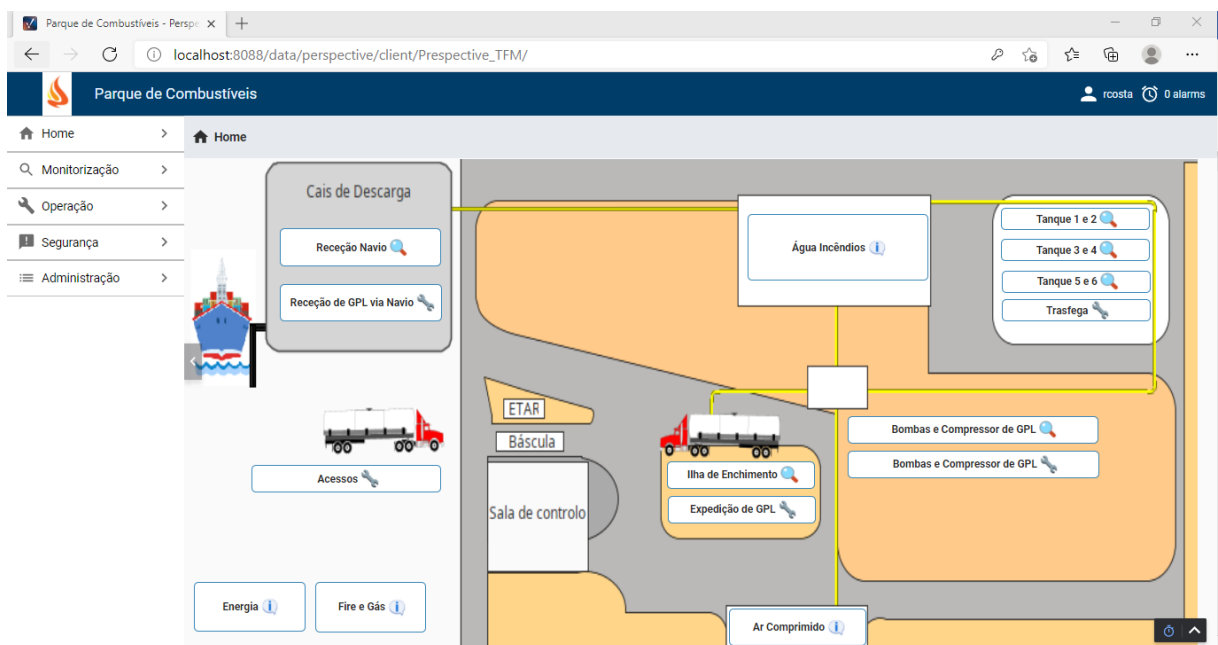 Parque de Combustíveis - Perspe
localhost:8088/data/perspective/client/Prespective_TFM/
Parque de Combustíveis
rcosta
0 alarms
Home
Monitorização
Operação
Segurança
Administração
Home
Cais de Descarga
Receção Navio
Receção de GPL via Navio
Água Incêndios
Tanque 1 e 2
Tanque 3 e 4
Tanque 5 e 6
Trasfega
ETAR
Báscula
Bombas e Compressor de GPL
Bombas e Compressor de GPL
Acessos
Ilha de Enchimento
Expedição de GPL
Sala de controlo
Energia
Fire e Gás
Ar Comprimido